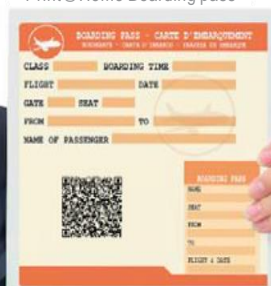 Print@Home Boarding pass
BOARDING PASS - CARTE D'EMBARQUEMENT
CLASS BOARDING TIME
FLIGHT DATE
GATE SEAT
FROM TO
NAME OF PASSENGER
BOARDING PASS
NAME
SEAT
FROM
TO
FLIGHT & DATE